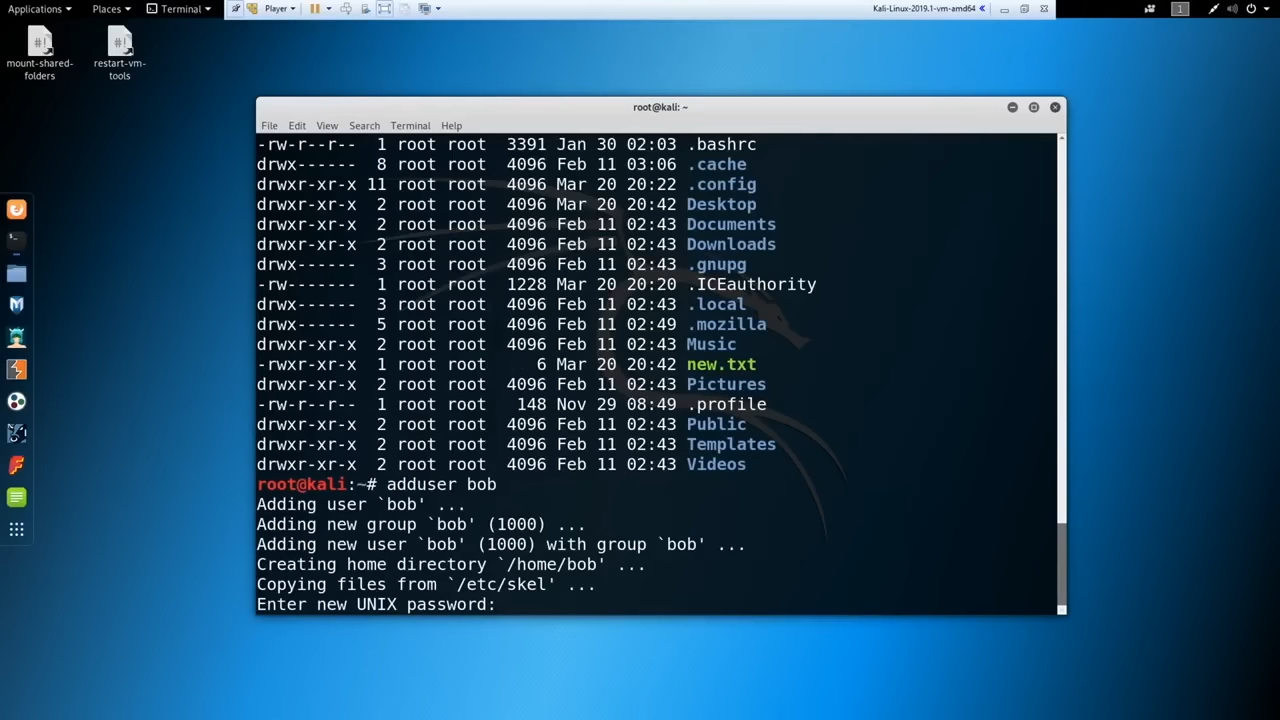 Applications Places Terminal Player Kali-Linux-2019.1-vm-amd64 1
mount-shared-folders
restart-vm-tools
root@kali: ~
File Edit View Search Terminal Help
-rw-r--r-- 1 root root 3391 Jan 30 02:03 .bashrc
drwx------ 8 root root 4096 Feb 11 03:06 .cache
drwxr-xr-x 11 root root 4096 Mar 20 20:22 .config
drwxr-xr-x 2 root root 4096 Mar 20 20:42 Desktop
drwxr-xr-x 2 root root 4096 Feb 11 02:43 Documents
drwxr-xr-x 2 root root 4096 Feb 11 02:43 Downloads
drwx------ 3 root root 4096 Feb 11 02:43 .gnupg
-rw------- 1 root root 1228 Mar 20 20:20 .ICEauthority
drwx------ 3 root root 4096 Feb 11 02:43 .local
drwx------ 5 root root 4096 Feb 11 02:49 .mozilla
drwxr-xr-x 2 root root 4096 Feb 11 02:43 Music
-rwxr-xr-x 1 root root 6 Mar 20 20:42 new.txt
drwxr-xr-x 2 root root 4096 Feb 11 02:43 Pictures
-rw-r--r-- 1 root root 148 Nov 29 08:49 .profile
drwxr-xr-x 2 root root 4096 Feb 11 02:43 Public
drwxr-xr-x 2 root root 4096 Feb 11 02:43 Templates
drwxr-xr-x 2 root root 4096 Feb 11 02:43 Videos
root@kali:~# adduser bob
Adding user `bob' ...
Adding new group `bob' (1000) ...
Adding new user `bob' (1000) with group `bob' ...
Creating home directory `/home/bob' ...
Copying files from `/etc/skel' ...
Enter new UNIX password: